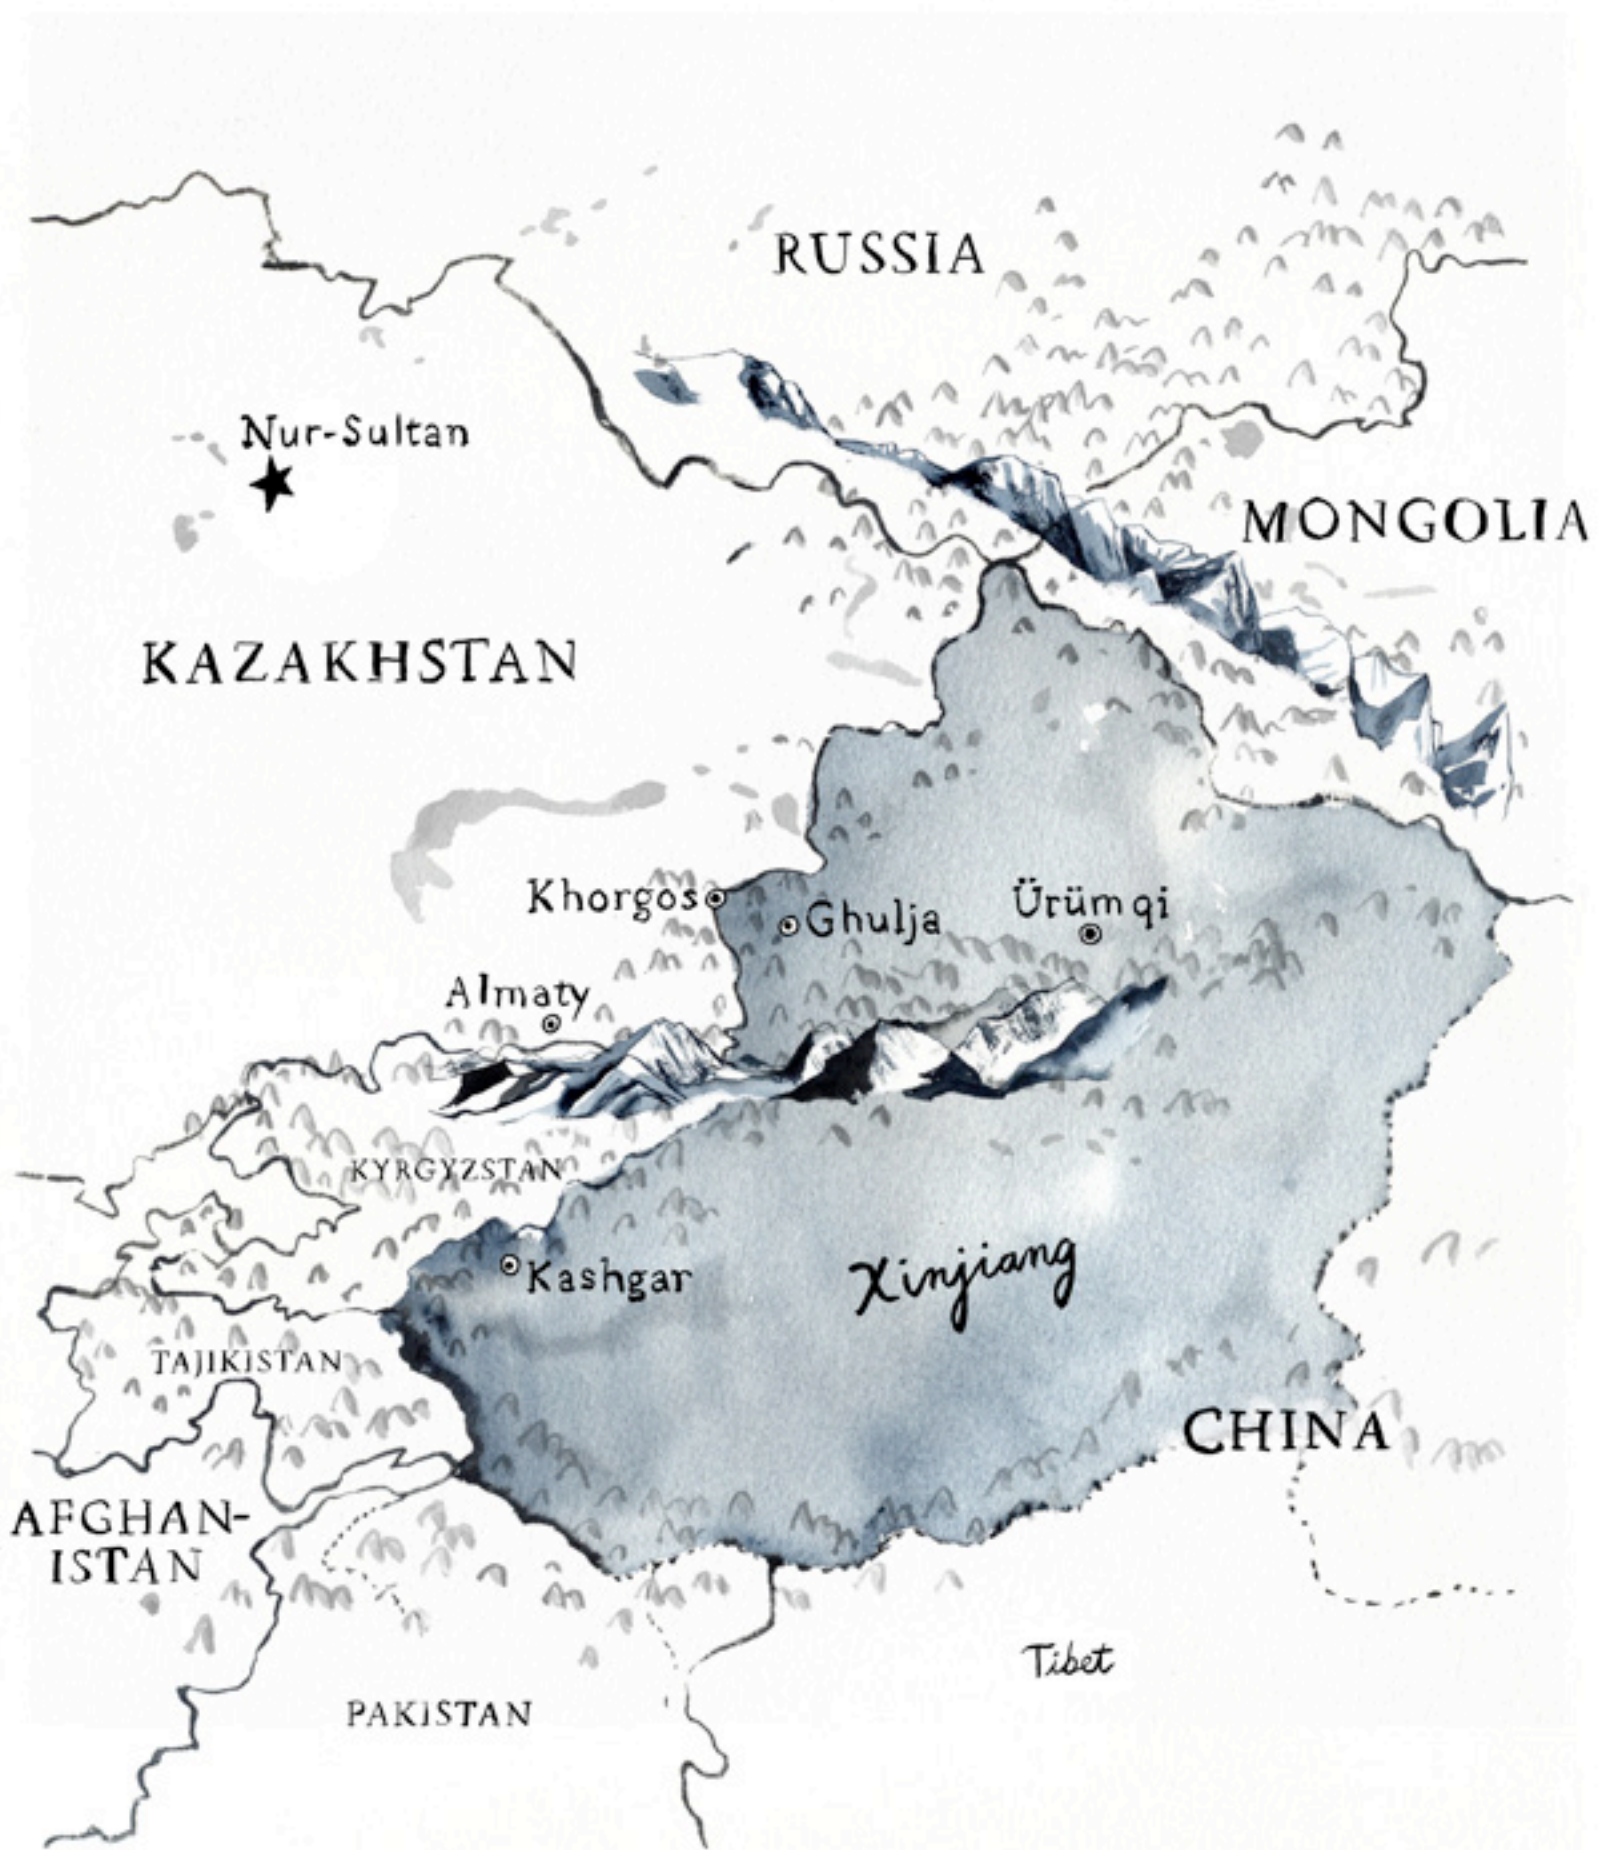 RUSSIA
Nur-Sultan
MONGOLIA
KAZAKHSTAN
Khorgos
Ghulja
Ürümqi
Almaty
KYRGYZSTAN
Kashgar
Xinjiang
TAJIKISTAN
CHINA
AFGHAN-
ISTAN
Tibet
PAKISTAN